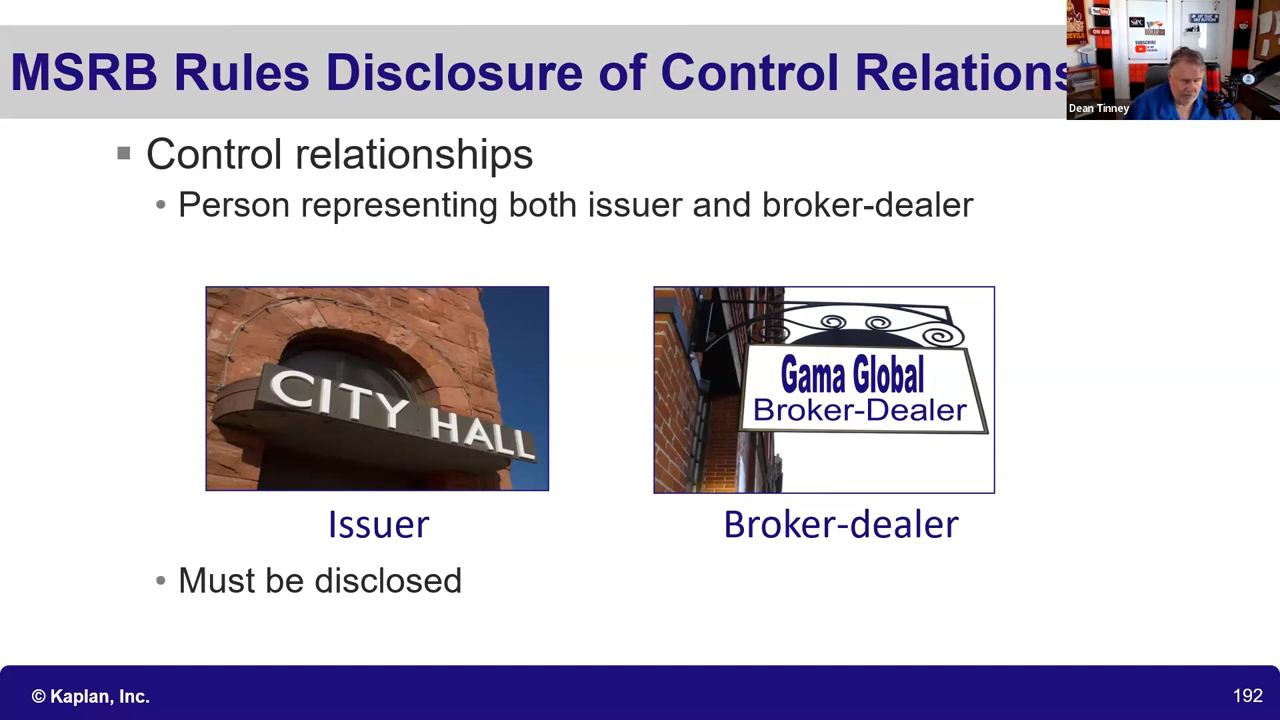 MSRB Rules Disclosure of Control Relations
Dean Tinney
Control relationships
Person representing both issuer and broker-dealer
CITY HALL
Gama Global
Broker-Dealer
Issuer
Broker-dealer
Must be disclosed
© Kaplan, Inc.
192